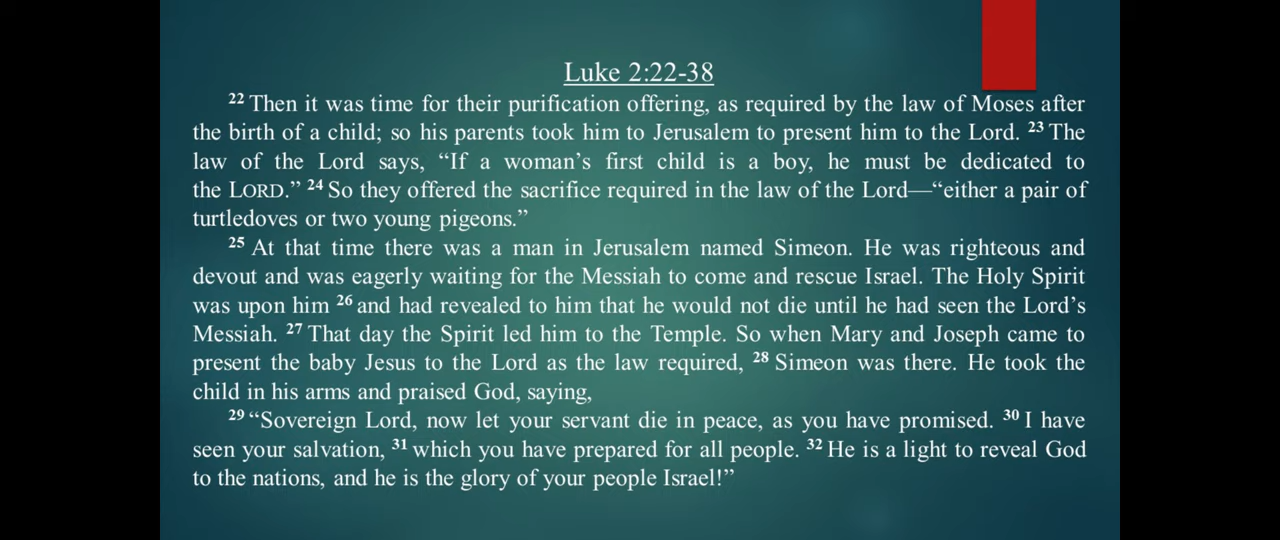 Luke 2:22-38
22 Then it was time for their purification offering, as required by the law of Moses after
the birth of a child; so his parents took him to Jerusalem to present him to the Lord. 23 The
law of the Lord says, “If a woman’s first child is a boy, he must be dedicated to
the LORD.” 24 So they offered the sacrifice required in the law of the Lord—“either a pair of
turtledoves or two young pigeons.”
25 At that time there was a man in Jerusalem named Simeon. He was righteous and
devout and was eagerly waiting for the Messiah to come and rescue Israel. The Holy Spirit
was upon him 26 and had revealed to him that he would not die until he had seen the Lord’s
Messiah. 27 That day the Spirit led him to the Temple. So when Mary and Joseph came to
present the baby Jesus to the Lord as the law required, 28 Simeon was there. He took the
child in his arms and praised God, saying,
29 “Sovereign Lord, now let your servant die in peace, as you have promised. 30 I have
seen your salvation, 31 which you have prepared for all people. 32 He is a light to reveal God
to the nations, and he is the glory of your people Israel!”